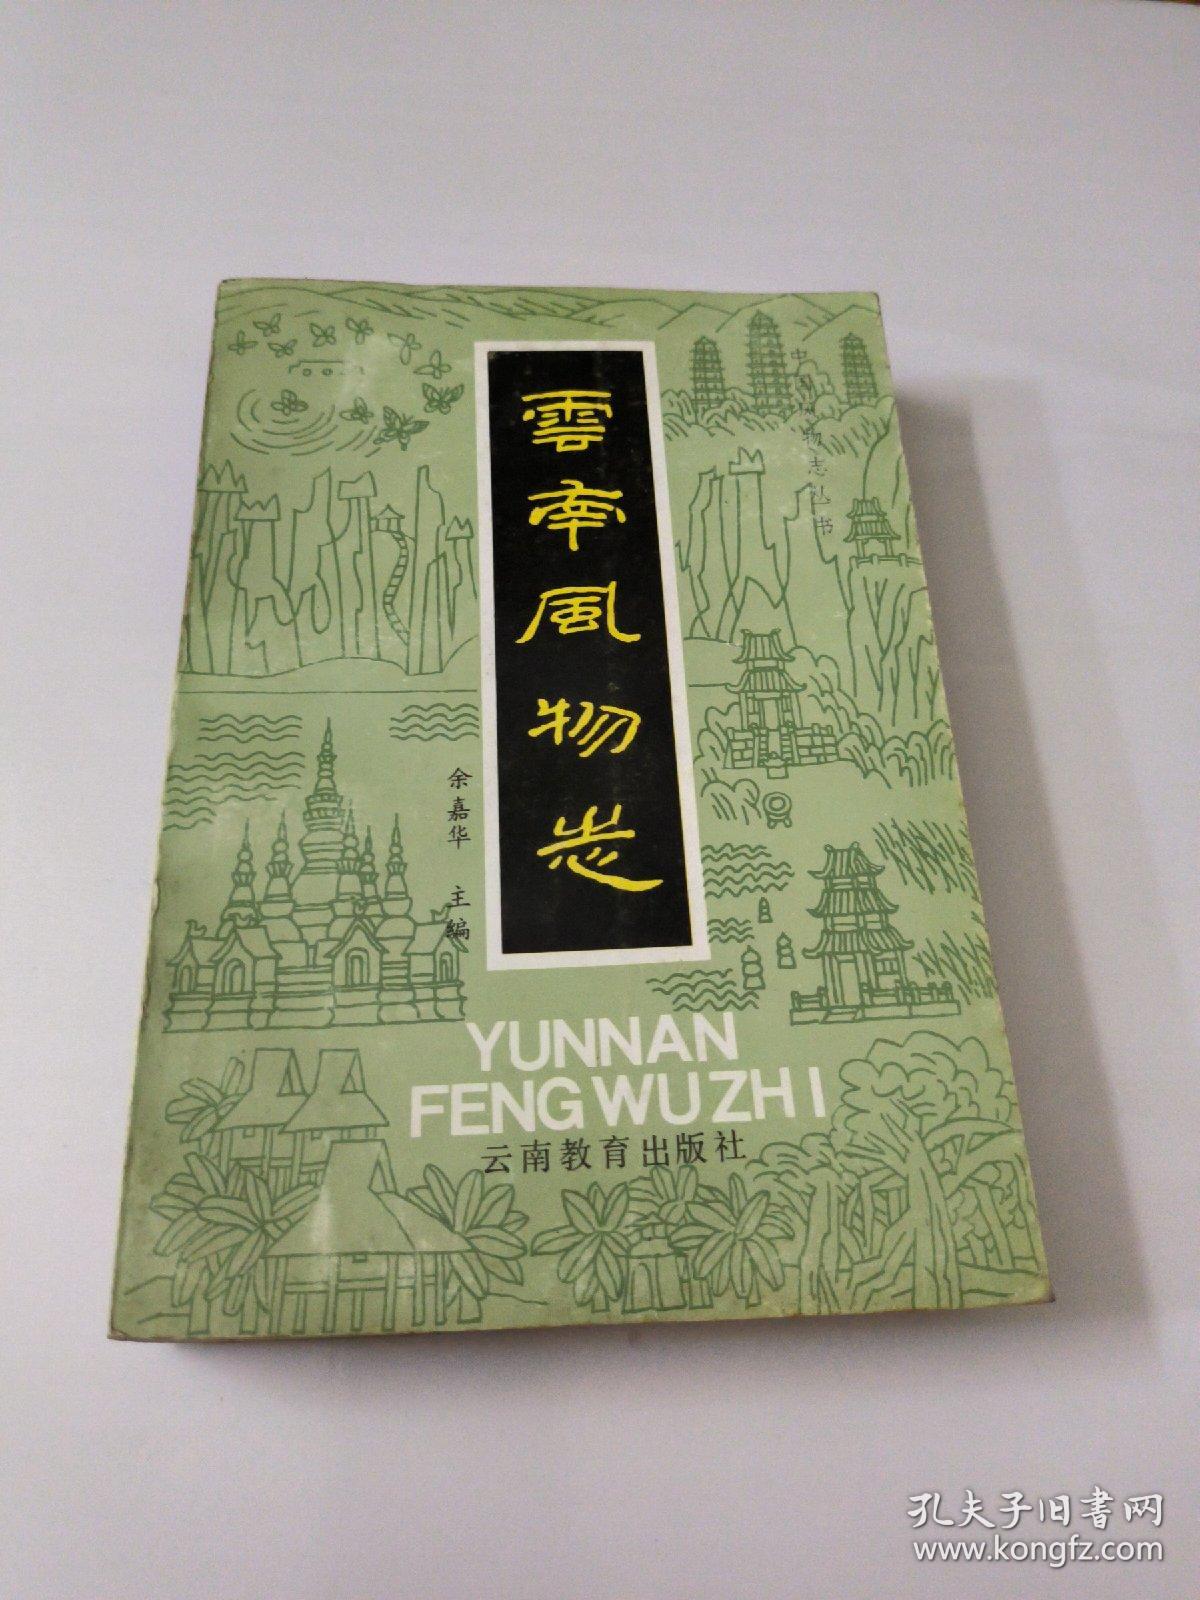 中国风物志丛书
雲南風物志
余嘉华 主编
YUNNAN
FENG WU ZHI
云南教育出版社
孔夫子旧书网
www.kongfz.com